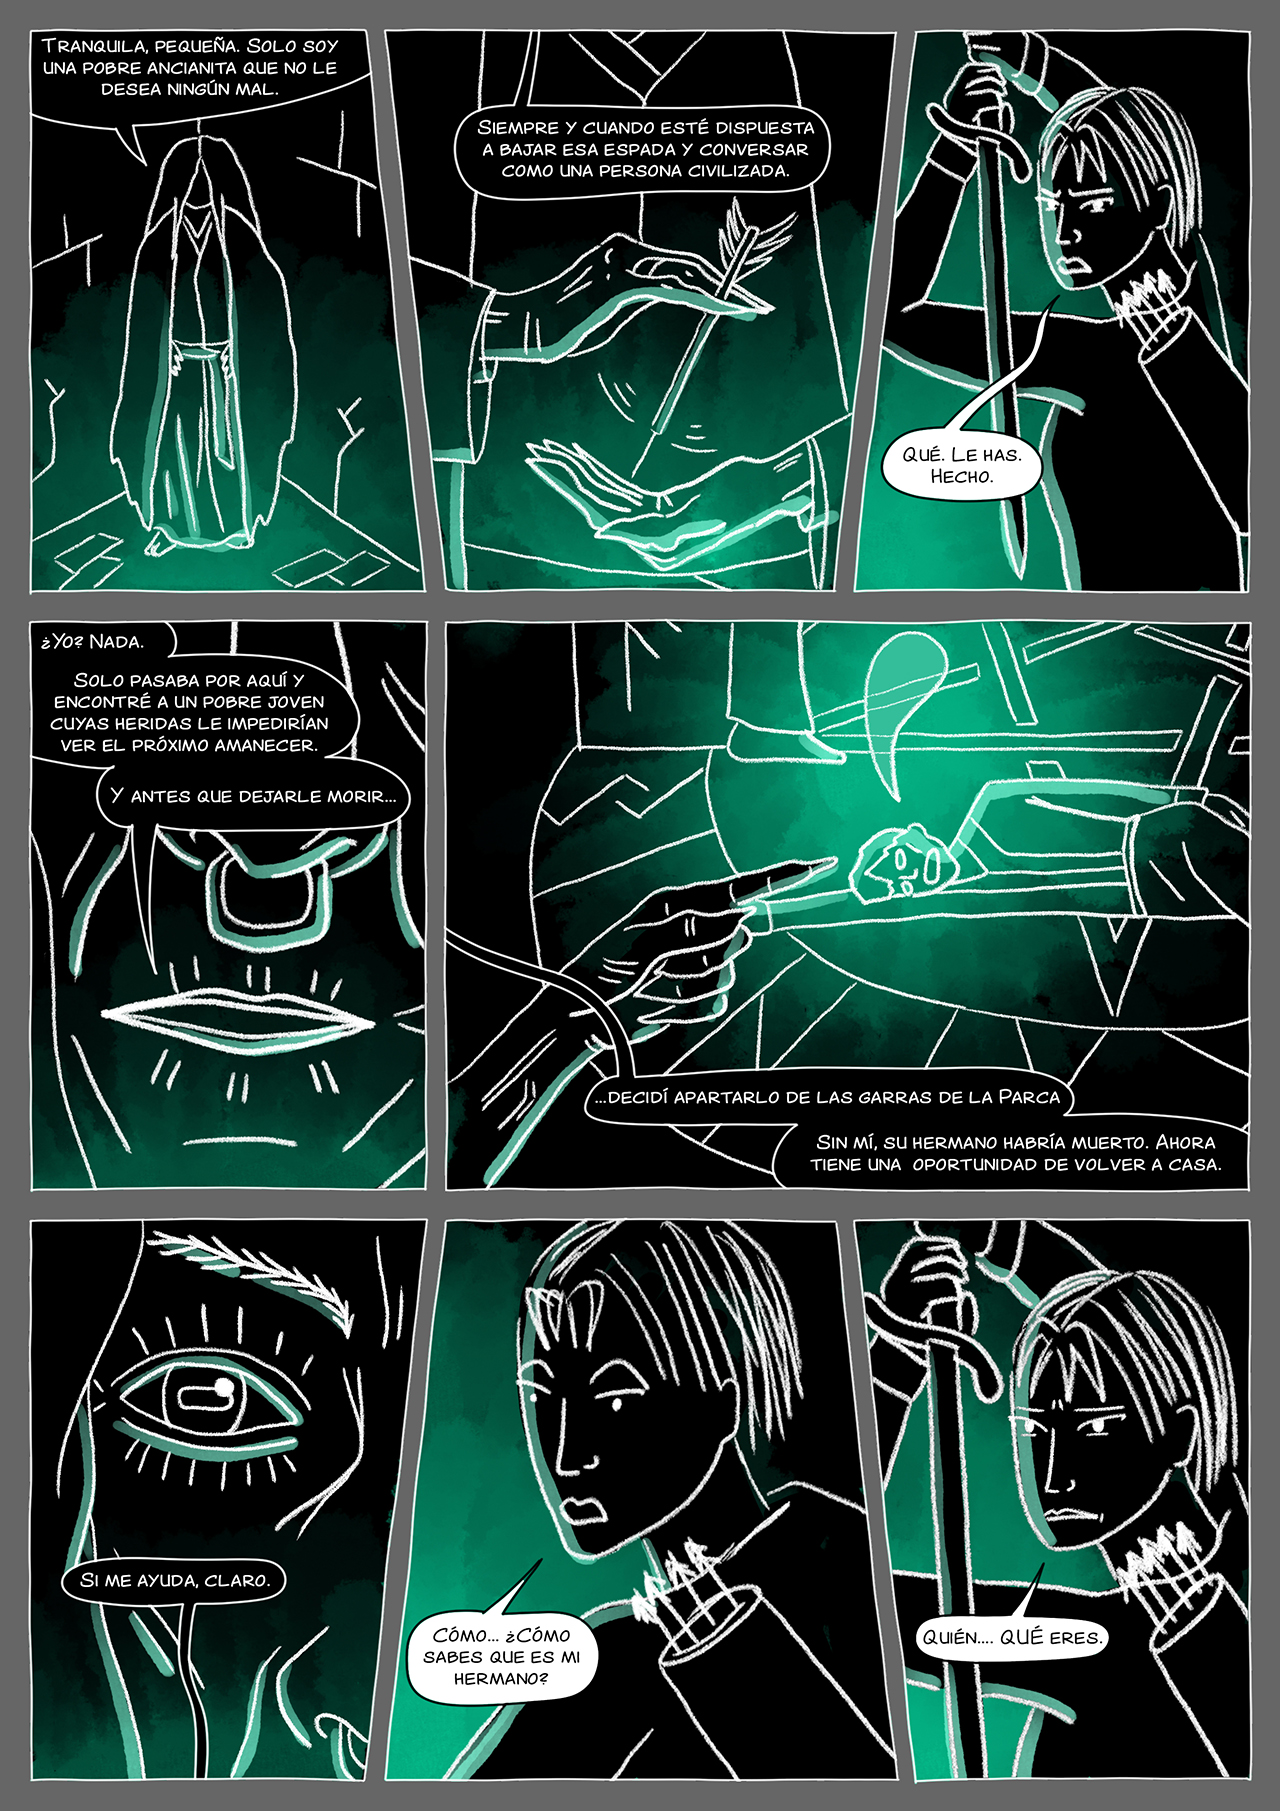 Tranquila, pequeña. Solo soy
una pobre ancianita que no le
desea ningún mal.
Siempre y cuando esté dispuesta
a bajar esa espada y conversar
como una persona civilizada.
Qué. Le has.
Hecho.
¿Yo? Nada.
Solo pasaba por aquí y
encontré a un pobre joven
cuyas heridas le impedirían
ver el próximo amanecer.
Y antes que dejarle morir...
...decidí apartarlo de las garras de la Parca
Sin mí, su hermano habría muerto. Ahora
tiene una oportunidad de volver a casa.
Si me ayuda, claro.
Cómo... ¿Cómo
sabes que es mi
hermano?
Quién.... QUÉ eres.